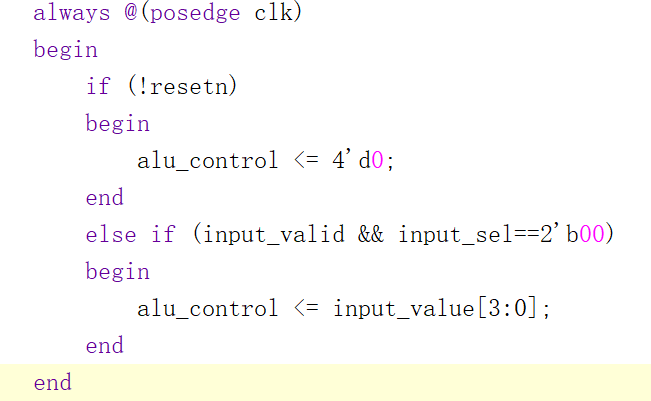 always @(posedge clk)
begin
    if (!resetn)
    begin
        alu_control <= 4'd0;
    end
    else if (input_valid && input_sel==2'b00)
    begin
        alu_control <= input_value[3:0];
    end
end